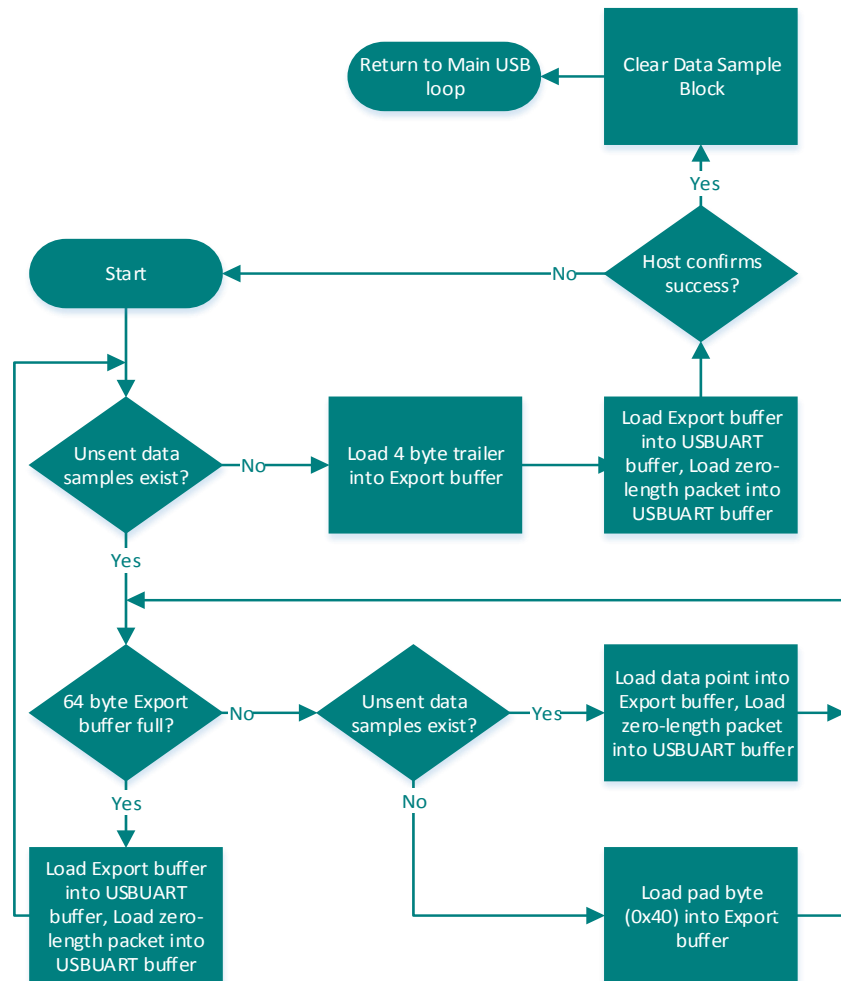 Return to Main USB
loop
Clear Data Sample
Block
Yes
Start
No
Host confirms
success?
Unsent data
samples exist?
No
Load 4 byte trailer
into Export buffer
Load Export buffer
into USBUART
buffer, Load zero-
length packet into
USBUART buffer
Yes
64 byte Export
buffer full?
No
Unsent data
samples exist?
Yes
Load data point into
Export buffer, Load
zero-length packet
into USBUART buffer
Yes
No
Load Export buffer
into USBUART
buffer, Load zero-
length packet into
USBUART buffer
Load pad byte
(0x40) into Export
buffer